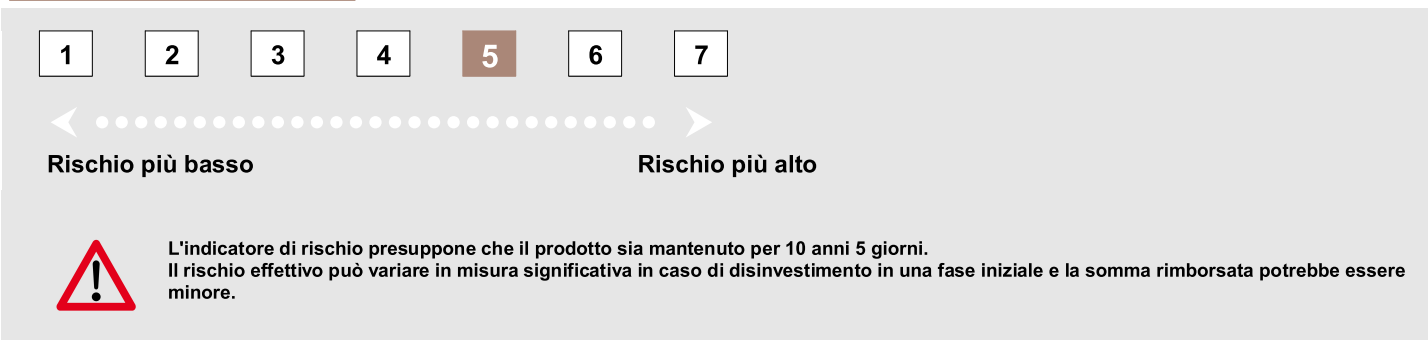 1 2 3 4 5 6 7
Rischio più basso Rischio più alto
L'indicatore di rischio presuppone che il prodotto sia mantenuto per 10 anni 5 giorni.
Il rischio effettivo può variare in misura significativa in caso di disinvestimento in una fase iniziale e la somma rimborsata potrebbe essere
minore.